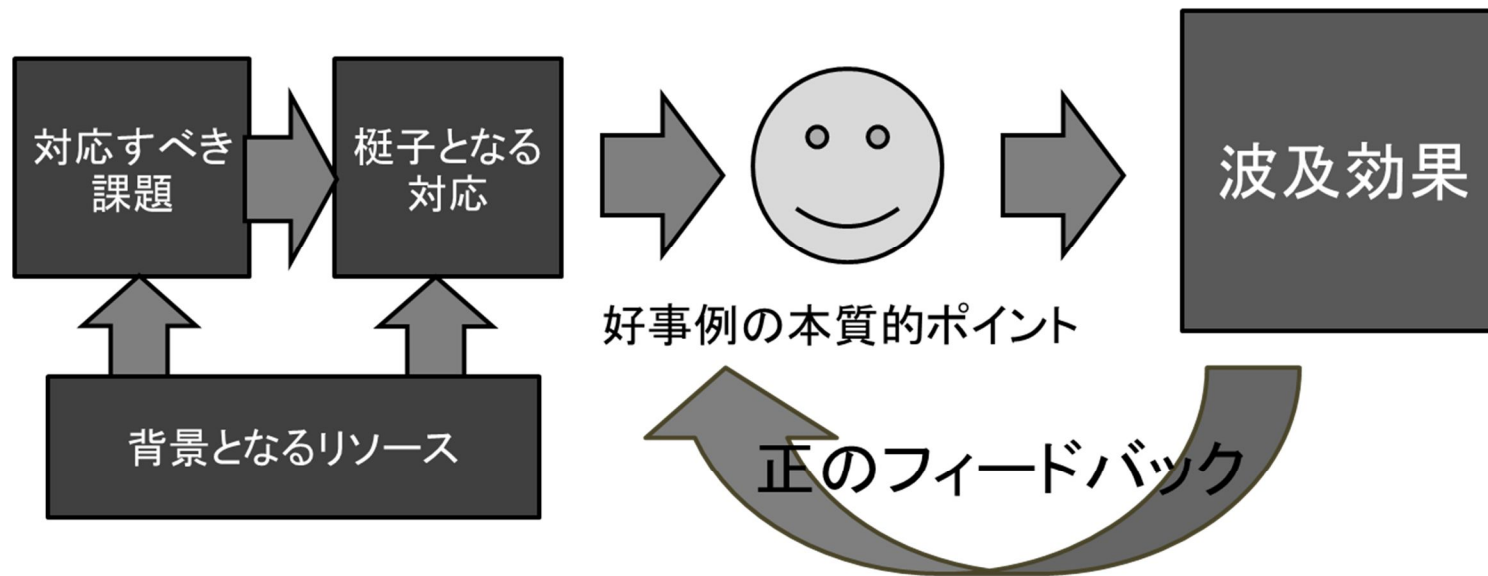 対応すべき
課題
梃子となる
対応
波及効果
好事例の本質的ポイント
背景となるリソース
正のフィードバック